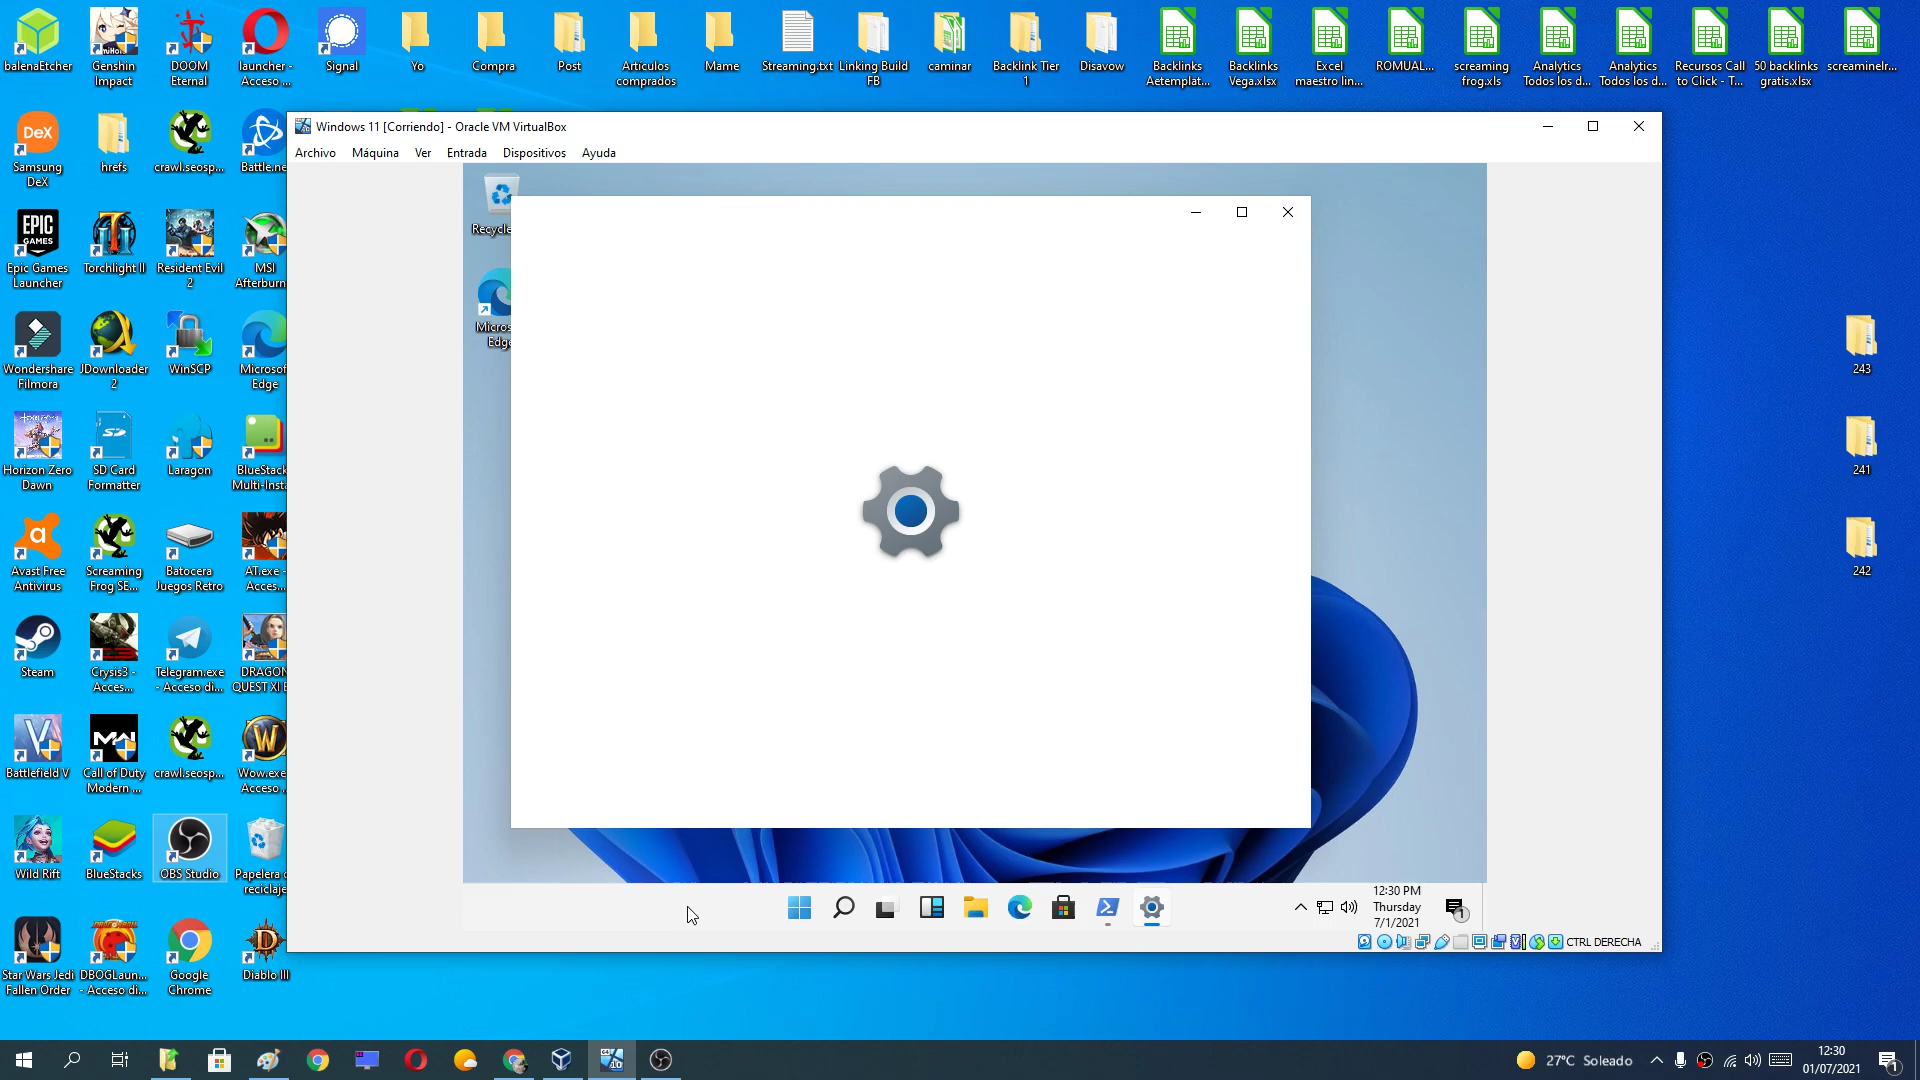 balenaEtcher
Genshin
Impact
DOOM
Eternal
launcher -
Acceso ...
Signal
Yo
Compra
Post
Artículos
comprados
Mame
Streaming.txt
Linking Build
FB
caminar
Backlink Tier
1
Disavow
Backlinks
Aetemplat...
Backlinks
Vega.xlsx
Excel
maestro lin...
ROMUAL...
screaming
frog.xls
Analytics
Todos los d...
Analytics
Todos los d...
Recursos Call
to Click - T...
50 backlinks
gratis.xlsx
screaminelr...
Samsung
DeX
hrefs
crawl.seosp...
Battle.ne
Windows 11 [Corriendo] - Oracle VM VirtualBox
Archivo Máquina Ver Entrada Dispositivos Ayuda
Recycle
Micros
Edge
Epic Games
Launcher
Torchlight II
Resident Evil
2
MSI
Afterburn
Wondershare
Filmora
JDownloader
2
WinSCP
Microsof
Edge
Horizon Zero
Dawn
SD Card
Formatter
Laragon
BlueStack
Multi-Insta
Avast Free
Antivirus
Screaming
Frog SE...
Batocera
Juegos Retro
AT.exe -
Acces...
Steam
Crysis3 -
Acces...
Telegram.exe
- Acceso di...
DRAGON
QUEST XI
Battlefield V
Call of Duty
Modern ...
crawl.seosp...
Wow.exe
Acceso
Wild Rift
BlueStacks
OBS Studio
Papelera d
reciclaje
Star Wars Jedi
Fallen Order
DBOGLaun...
- Acceso di...
Google
Chrome
Diablo III
243
241
242
12:30 PM
Thursday
7/1/2021
1
CTRL DERECHA
27°C Soleado
12:30
01/07/2021
1
DeX
EPIC
GAMES